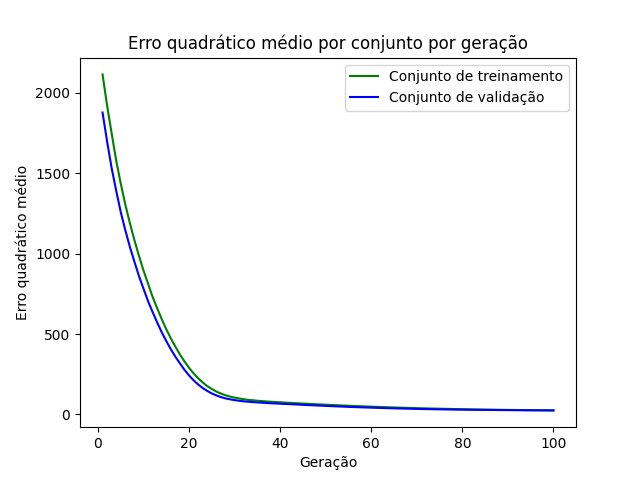 Erro quadrático médio por conjunto por geração
Conjunto de treinamento
Conjunto de validação
Erro quadrático médio
2000
1500
1000
500
0
0 20 40 60 80 100
Geração